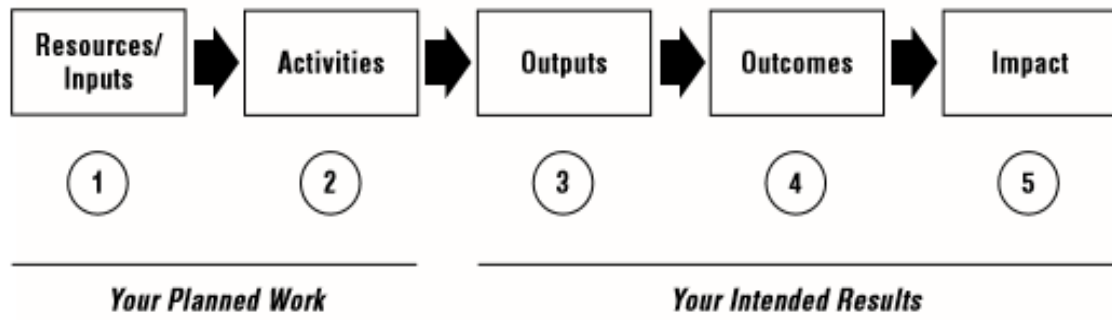 Resources/
Inputs
Activities
Outputs
Outcomes
Impact
1
2
3
4
5
Your Planned Work
Your Intended Results